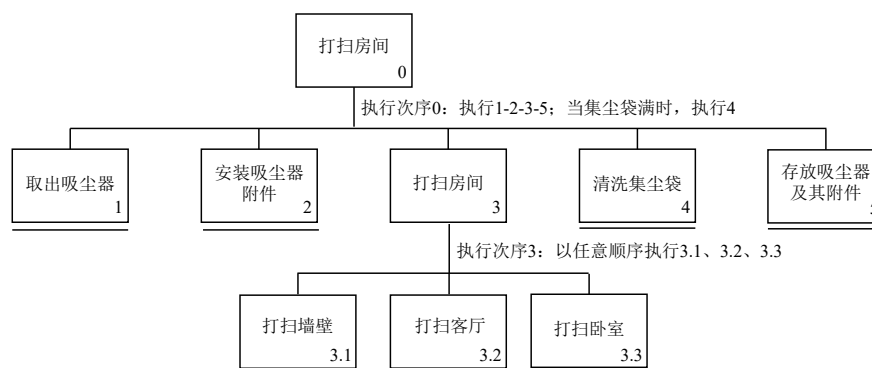 打扫房间
0
执行次序0：执行1-2-3-5；当集尘袋满时，执行4
取出吸尘器
1
安装吸尘器
附件
2
打扫房间
3
清洗集尘袋
4
存放吸尘器
及其附件
5
执行次序3：以任意顺序执行3.1、3.2、3.3
打扫墙壁
3.1
打扫客厅
3.2
打扫卧室
3.3